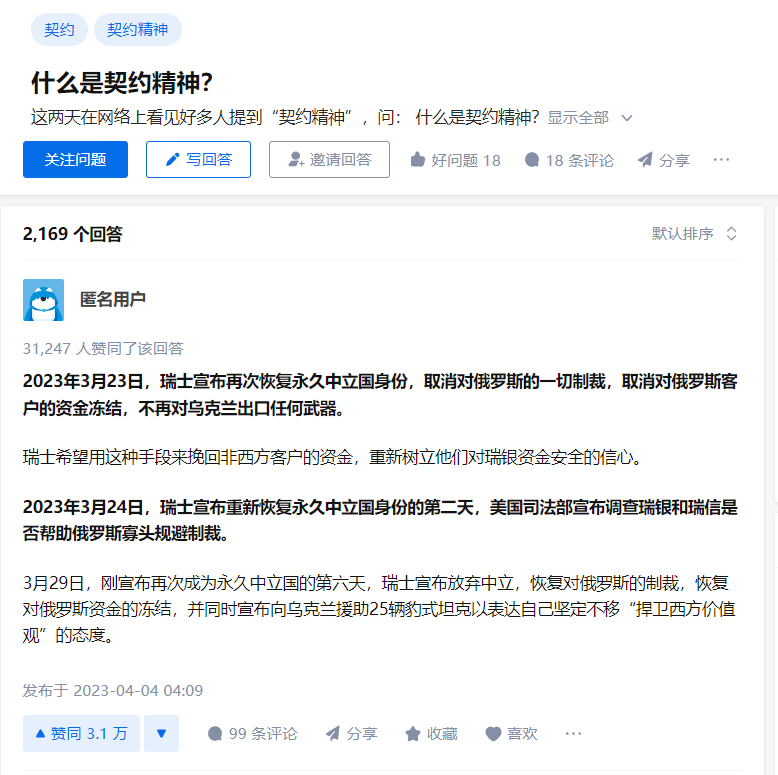 契约 契约精神
什么是契约精神?
这两天在网络上看见好多人提到“契约精神”，问： 什么是契约精神? 显示全部
关注问题 写回答 邀请回答 好问题 18 18 条评论 分享 ···
2,169 个回答 默认排序
匿名用户
31,247 人赞同了该回答
2023年3月23日，瑞士宣布再次恢复永久中立国身份，取消对俄罗斯的一切制裁，取消对俄罗斯客
户的资金冻结，不再对乌克兰出口任何武器。
瑞士希望用这种手段来挽回非西方客户的资金，重新树立他们对瑞银资金安全的信心。
2023年3月24日，瑞士宣布重新恢复永久中立国身份的第二天，美国司法部宣布调查瑞银和瑞信是
否帮助俄罗斯寡头规避制裁。
3月29日，刚宣布再次成为永久中立国的第六天，瑞士宣布放弃中立，恢复对俄罗斯的制裁，恢复
对俄罗斯资金的冻结，并同时宣布向乌克兰援助25辆豹式坦克以表达自己坚定不移“捍卫西方价值
观”的态度。
发布于 2023-04-04 04:09
赞同 3.1 万 99 条评论 分享 收藏 喜欢 ···